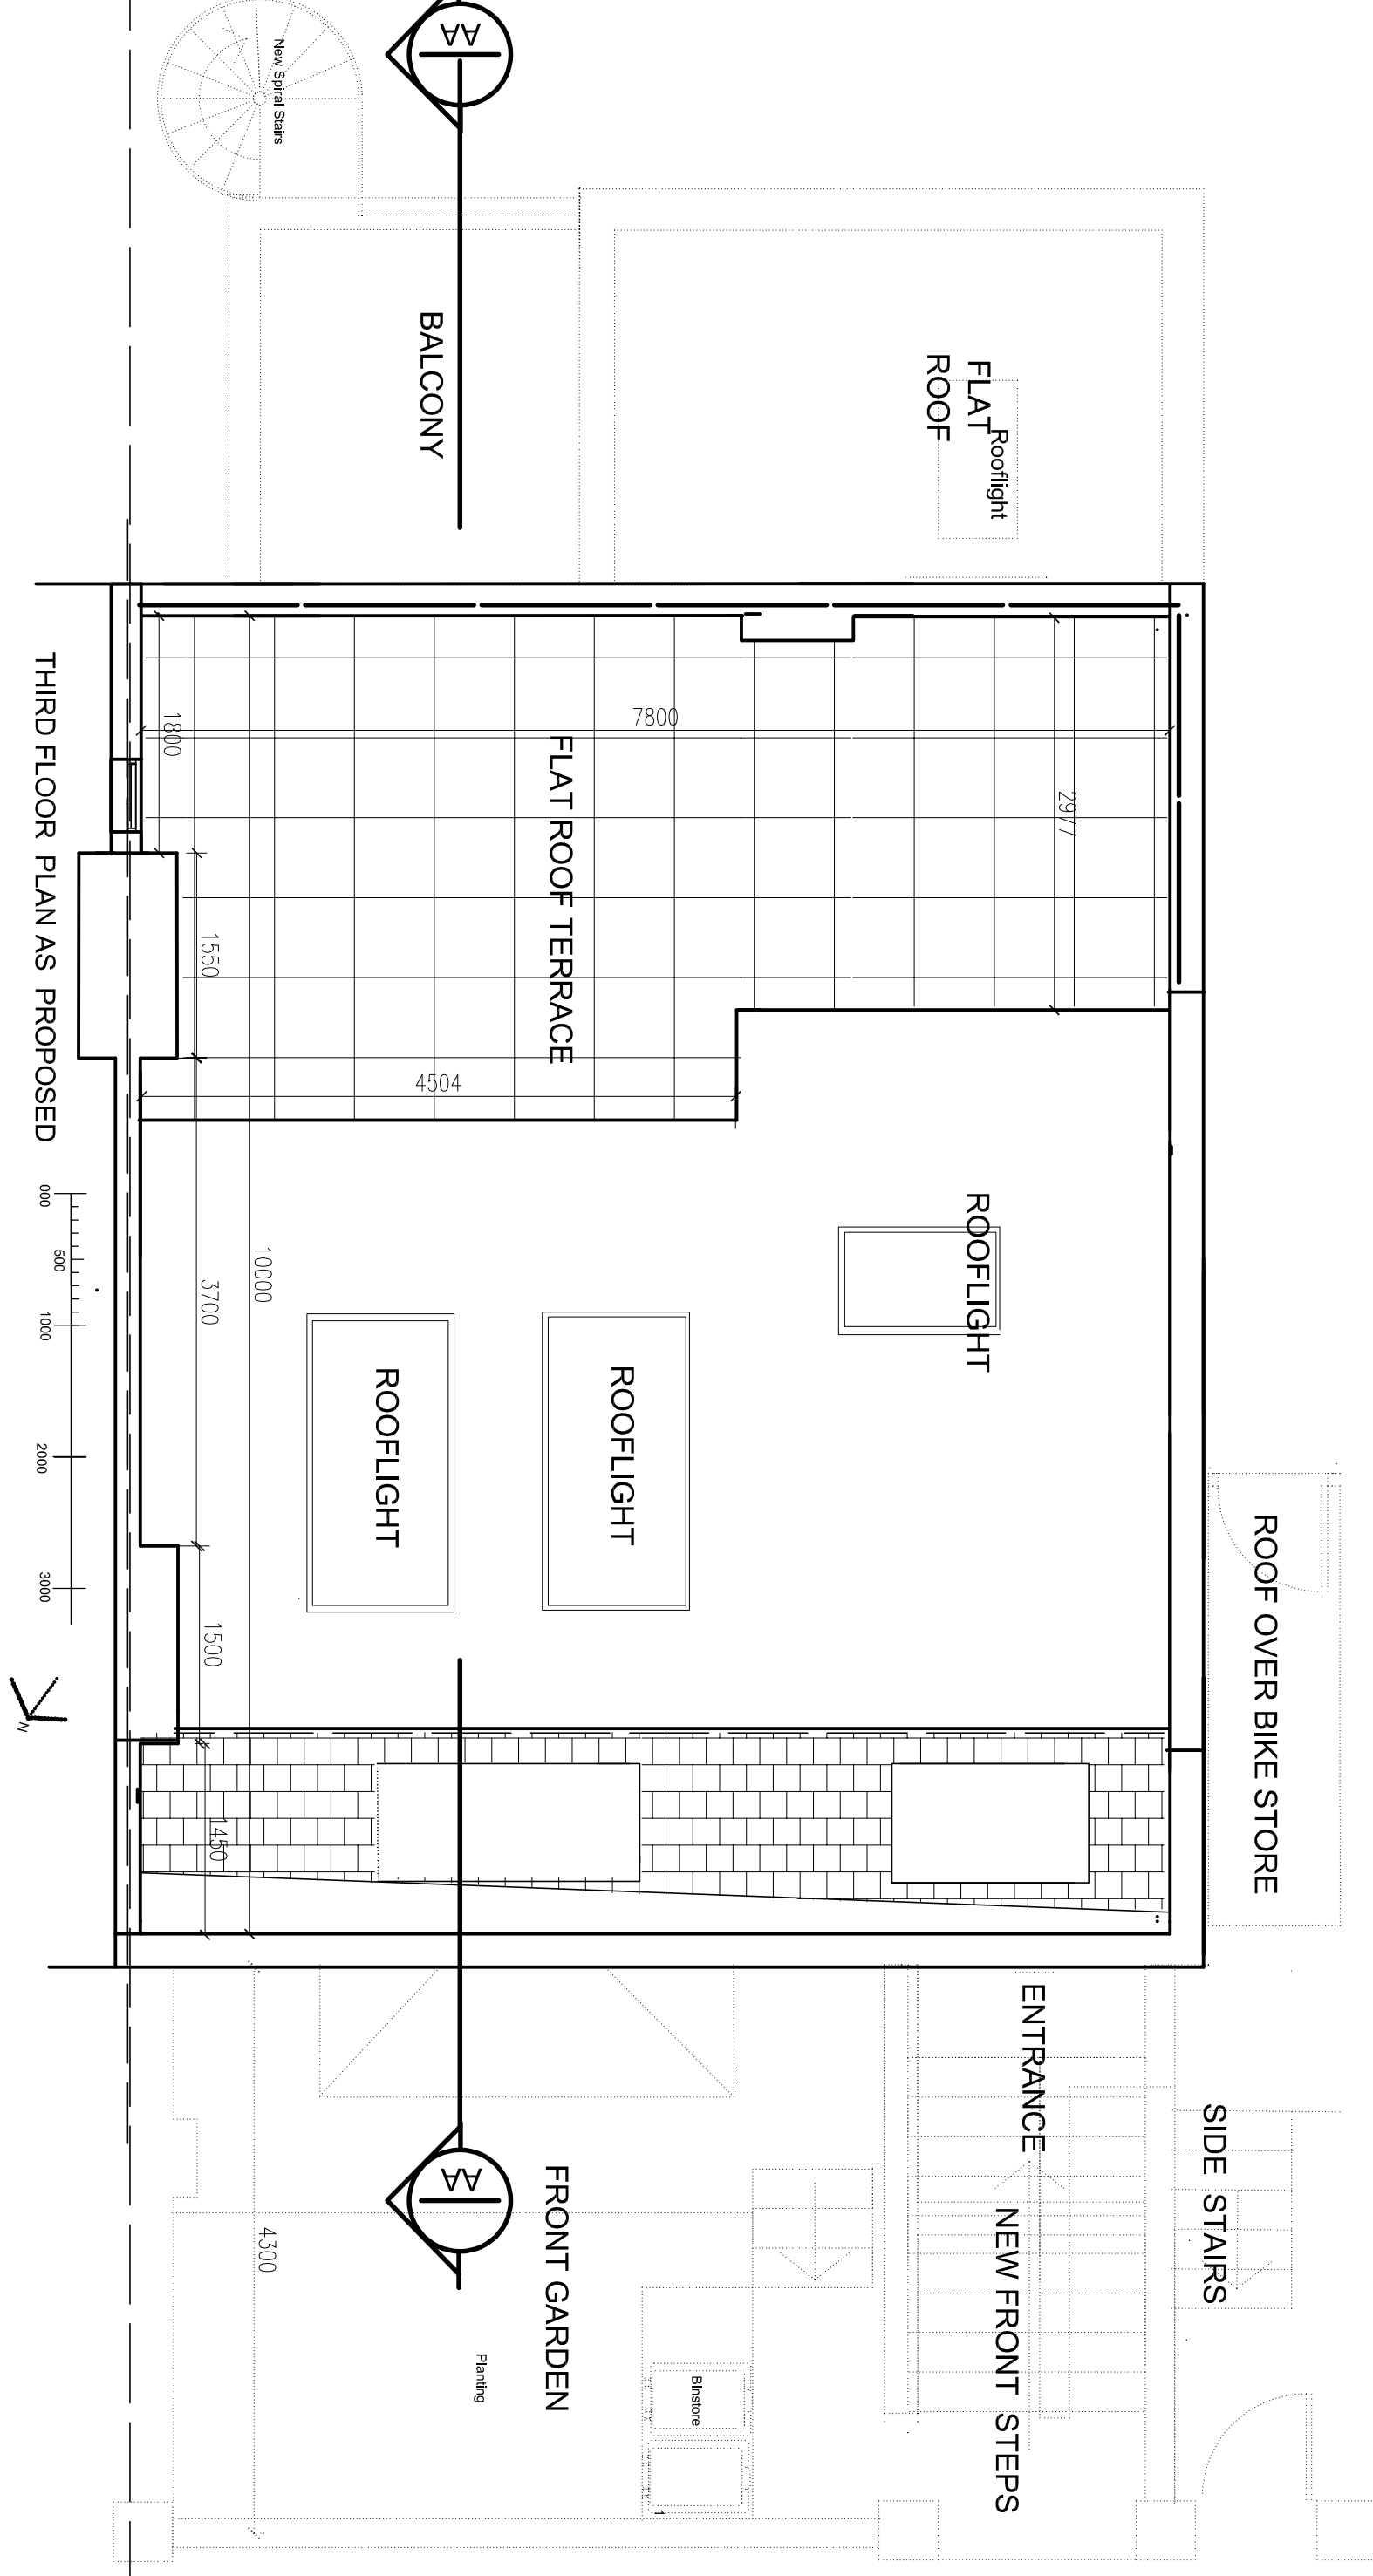 New Spiral Stairs
AA
BALCONY
FLAT
ROOF
Rooflight
7800
1800
2977
FLAT ROOF TERRACE
1550
4504
THIRD FLOOR PLAN AS PROPOSED
000
500
1000
2000
3000
N
10000
3700
ROOFLIGHT
ROOFLIGHT
ROOFLIGHT
1500
1450
ROOF OVER BIKE STORE
ENTRANCE
SIDE STAIRS
NEW FRONT STEPS
AA
FRONT GARDEN
4300
Planting
Binstore
1